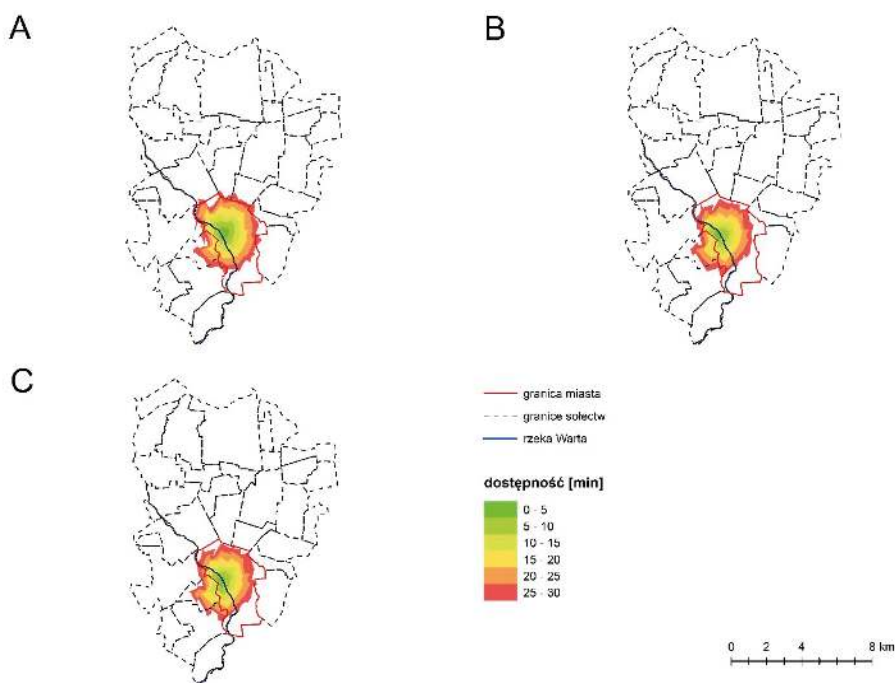 A
B
C
granica miasta
granice sołectw
rzeka Warta
dostępność [min]
0 - 5
5 - 10
10 - 15
15 - 20
20 - 25
25 - 30
0 2 4 8 km